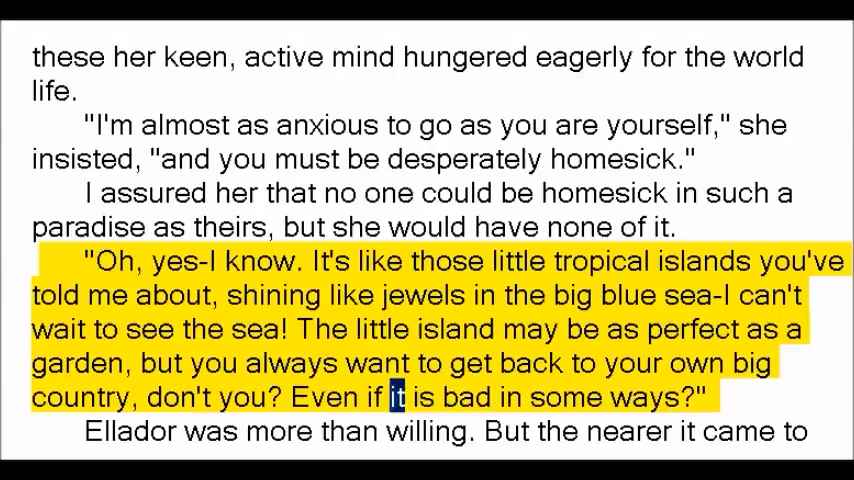 these her keen, active mind hungered eagerly for the world
life.
"I'm almost as anxious to go as you are yourself," she
insisted, "and you must be desperately homesick."
I assured her that no one could be homesick in such a
paradise as theirs, but she would have none of it.
"Oh, yes-I know. It's like those little tropical islands you've
told me about, shining like jewels in the big blue sea-I can't
wait to see the sea! The little island may be as perfect as a
garden, but you always want to get back to your own big
country, don't you? Even if it is bad in some ways?"
Ellador was more than willing. But the nearer it came to